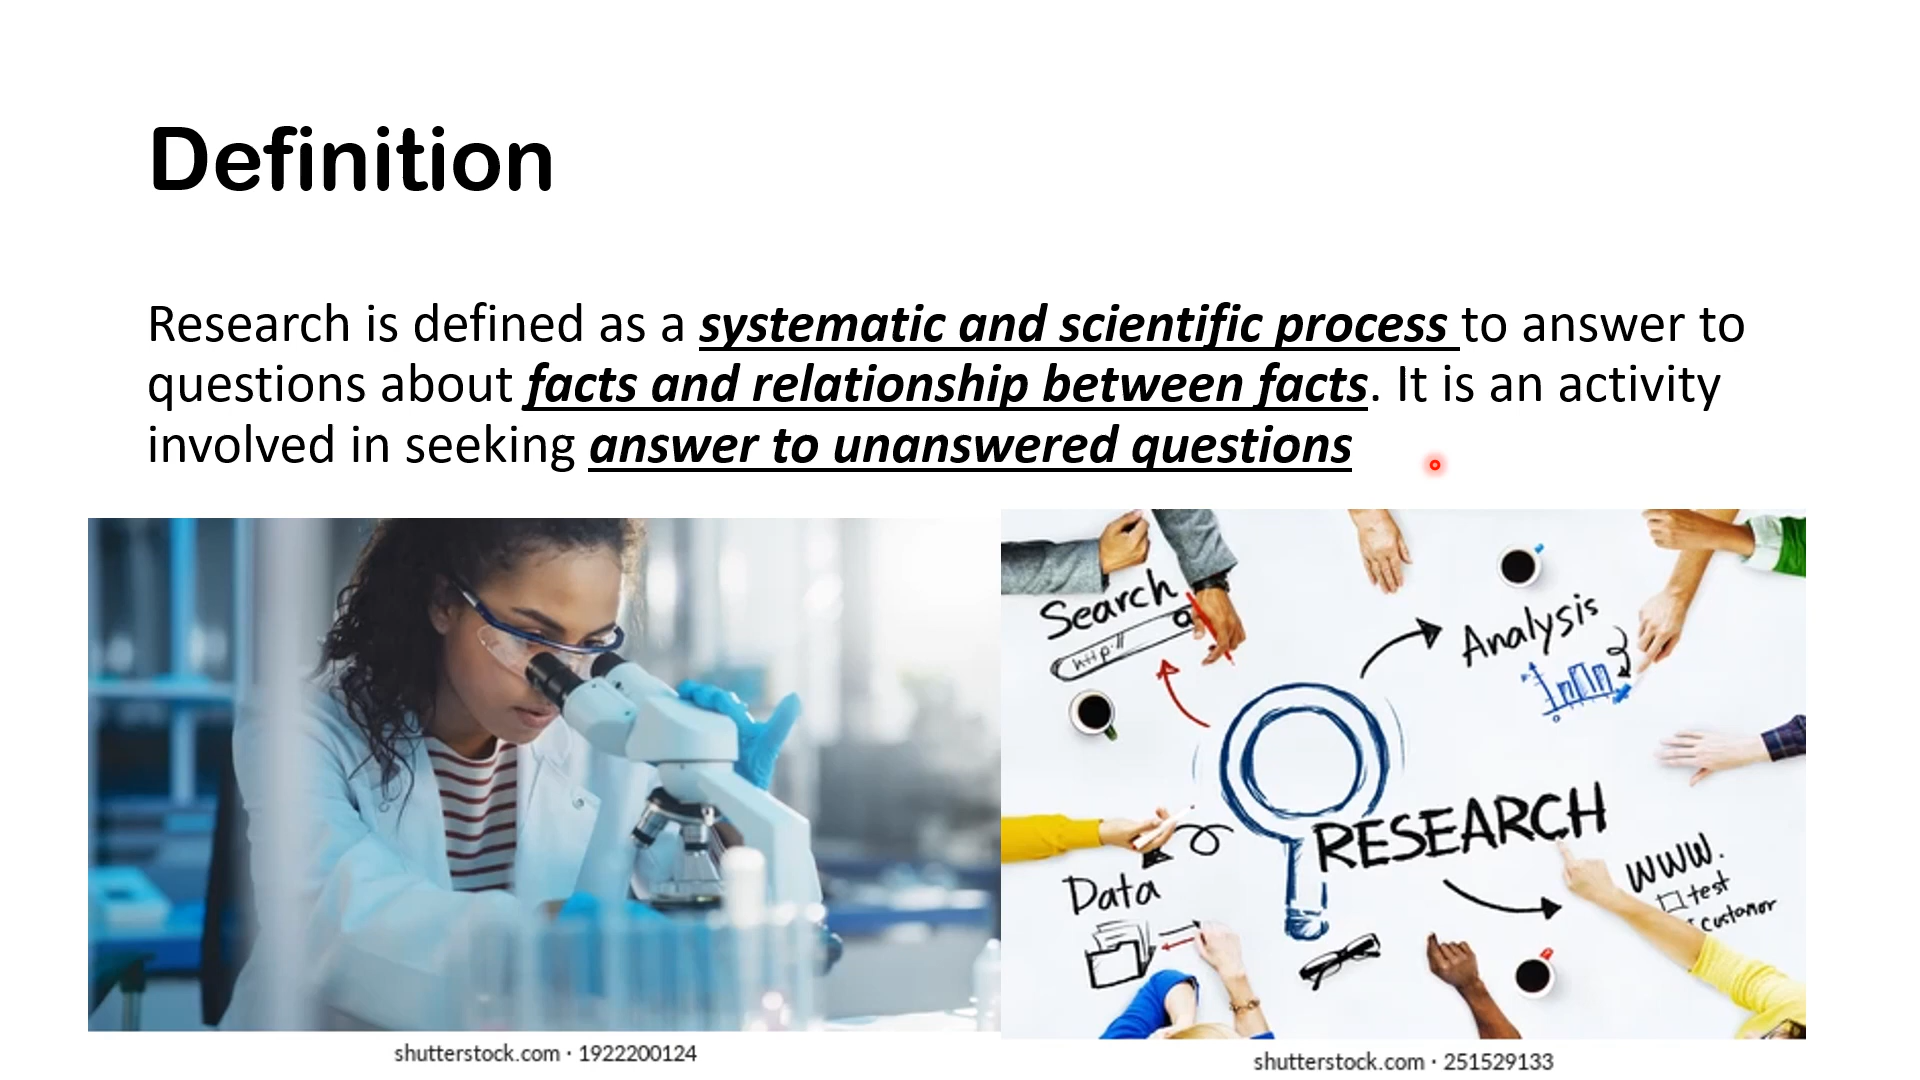 Definition
Research is defined as a systematic and scientific process to answer to
questions about facts and relationship between facts. It is an activity
involved in seeking answer to unanswered questions
Search
http://
Analysis
RESEARCH
Data
www.
test
customor
shutterstock.com · 1922200124
shutterstock.com · 251529133